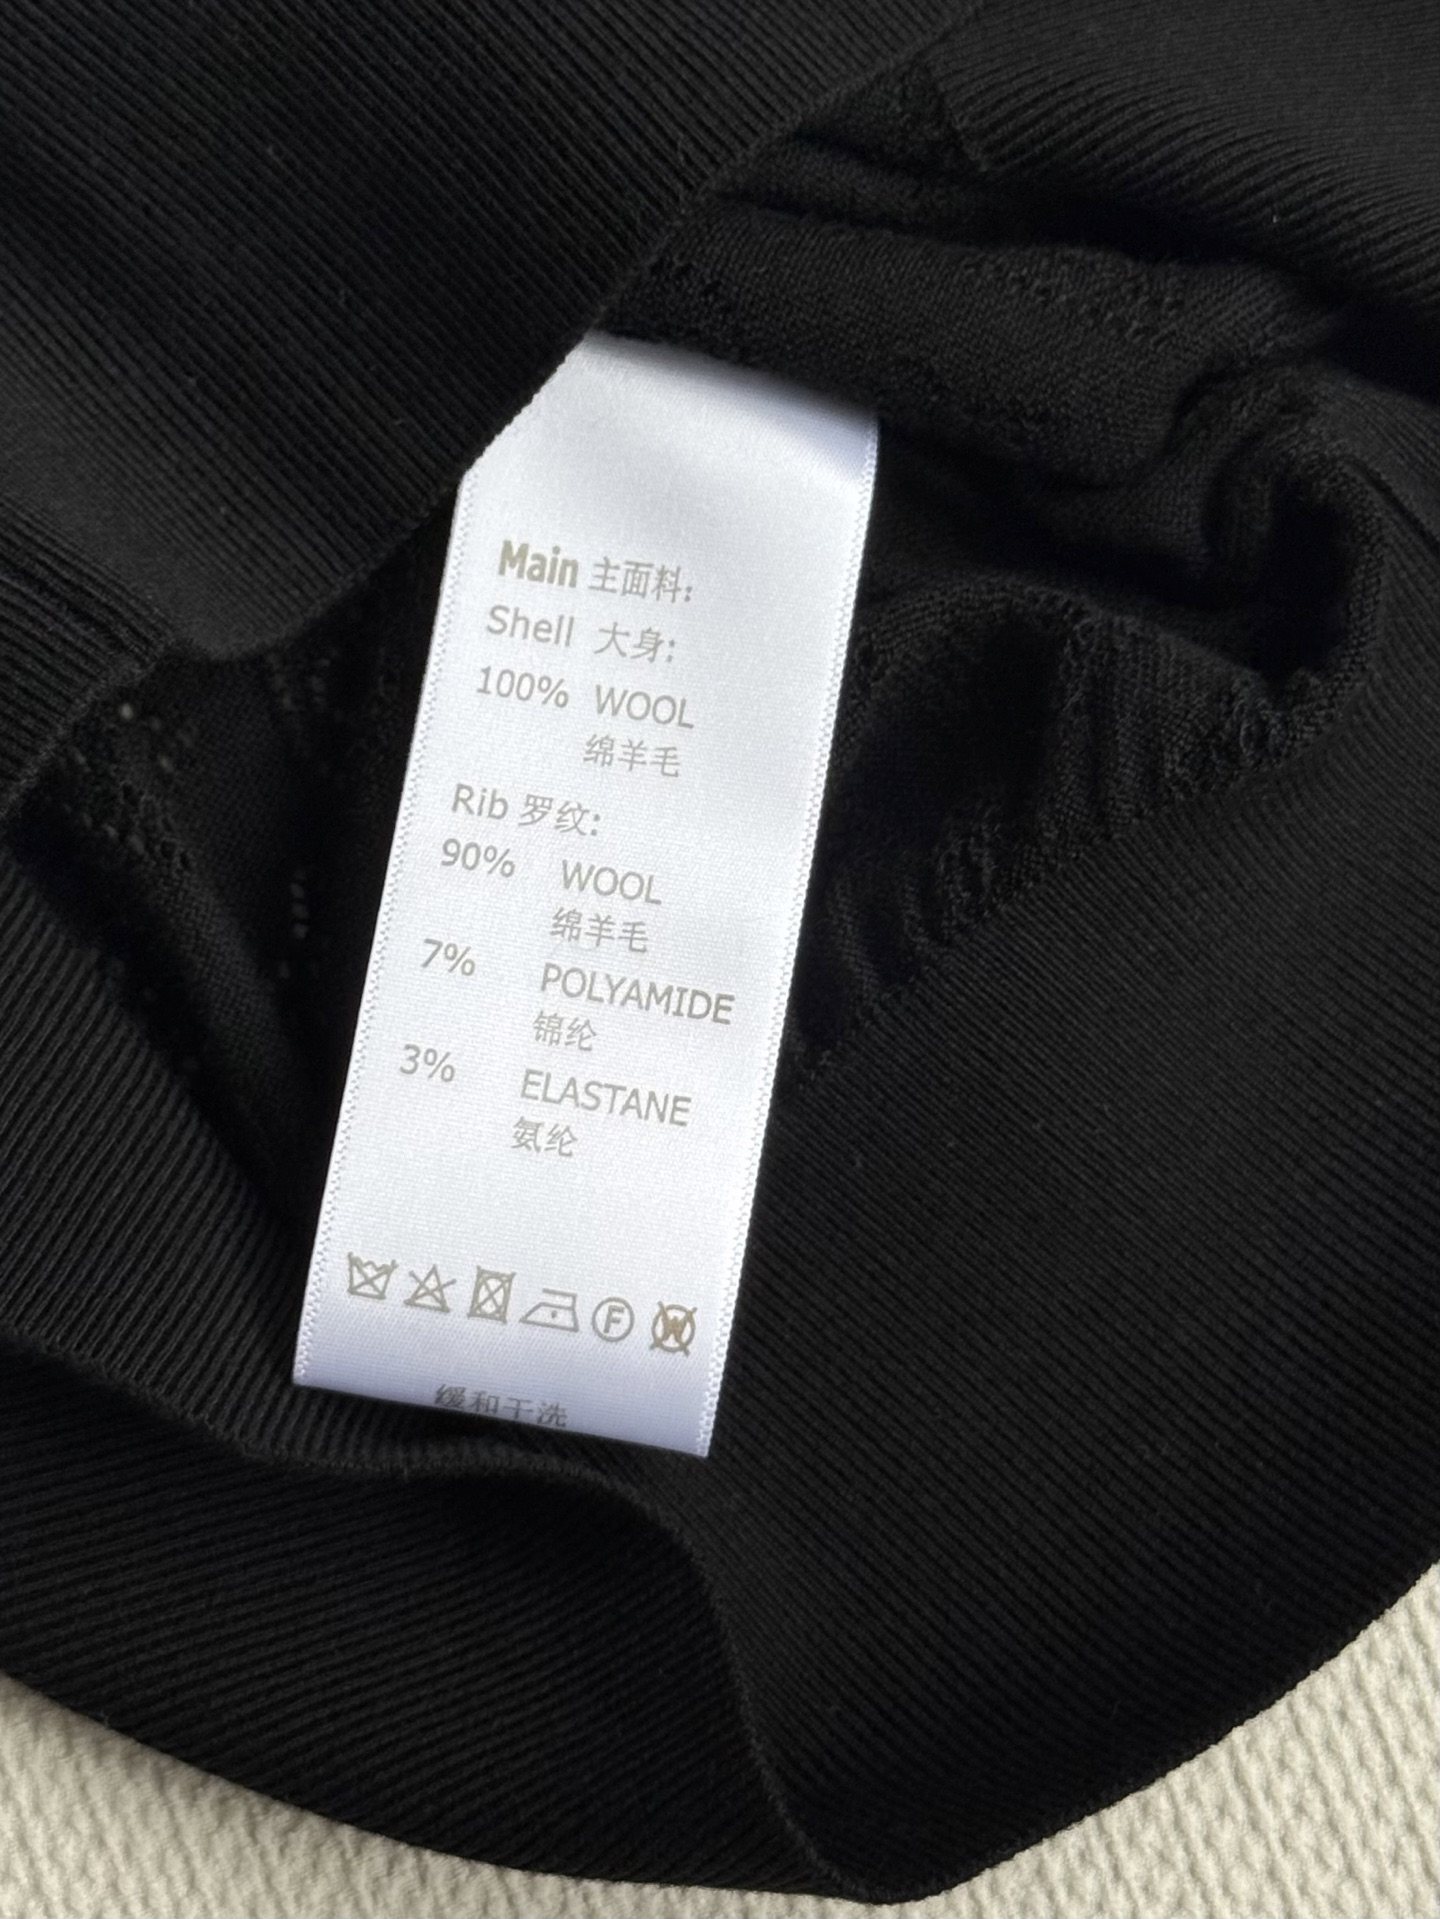 Main 主面料:
Shell 大身:
100% WOOL
绵羊毛
Rib 罗纹:
90% WOOL
绵羊毛
7% POLYAMIDE
锦纶
3% ELASTANE
氨纶
F W
缓和干洗